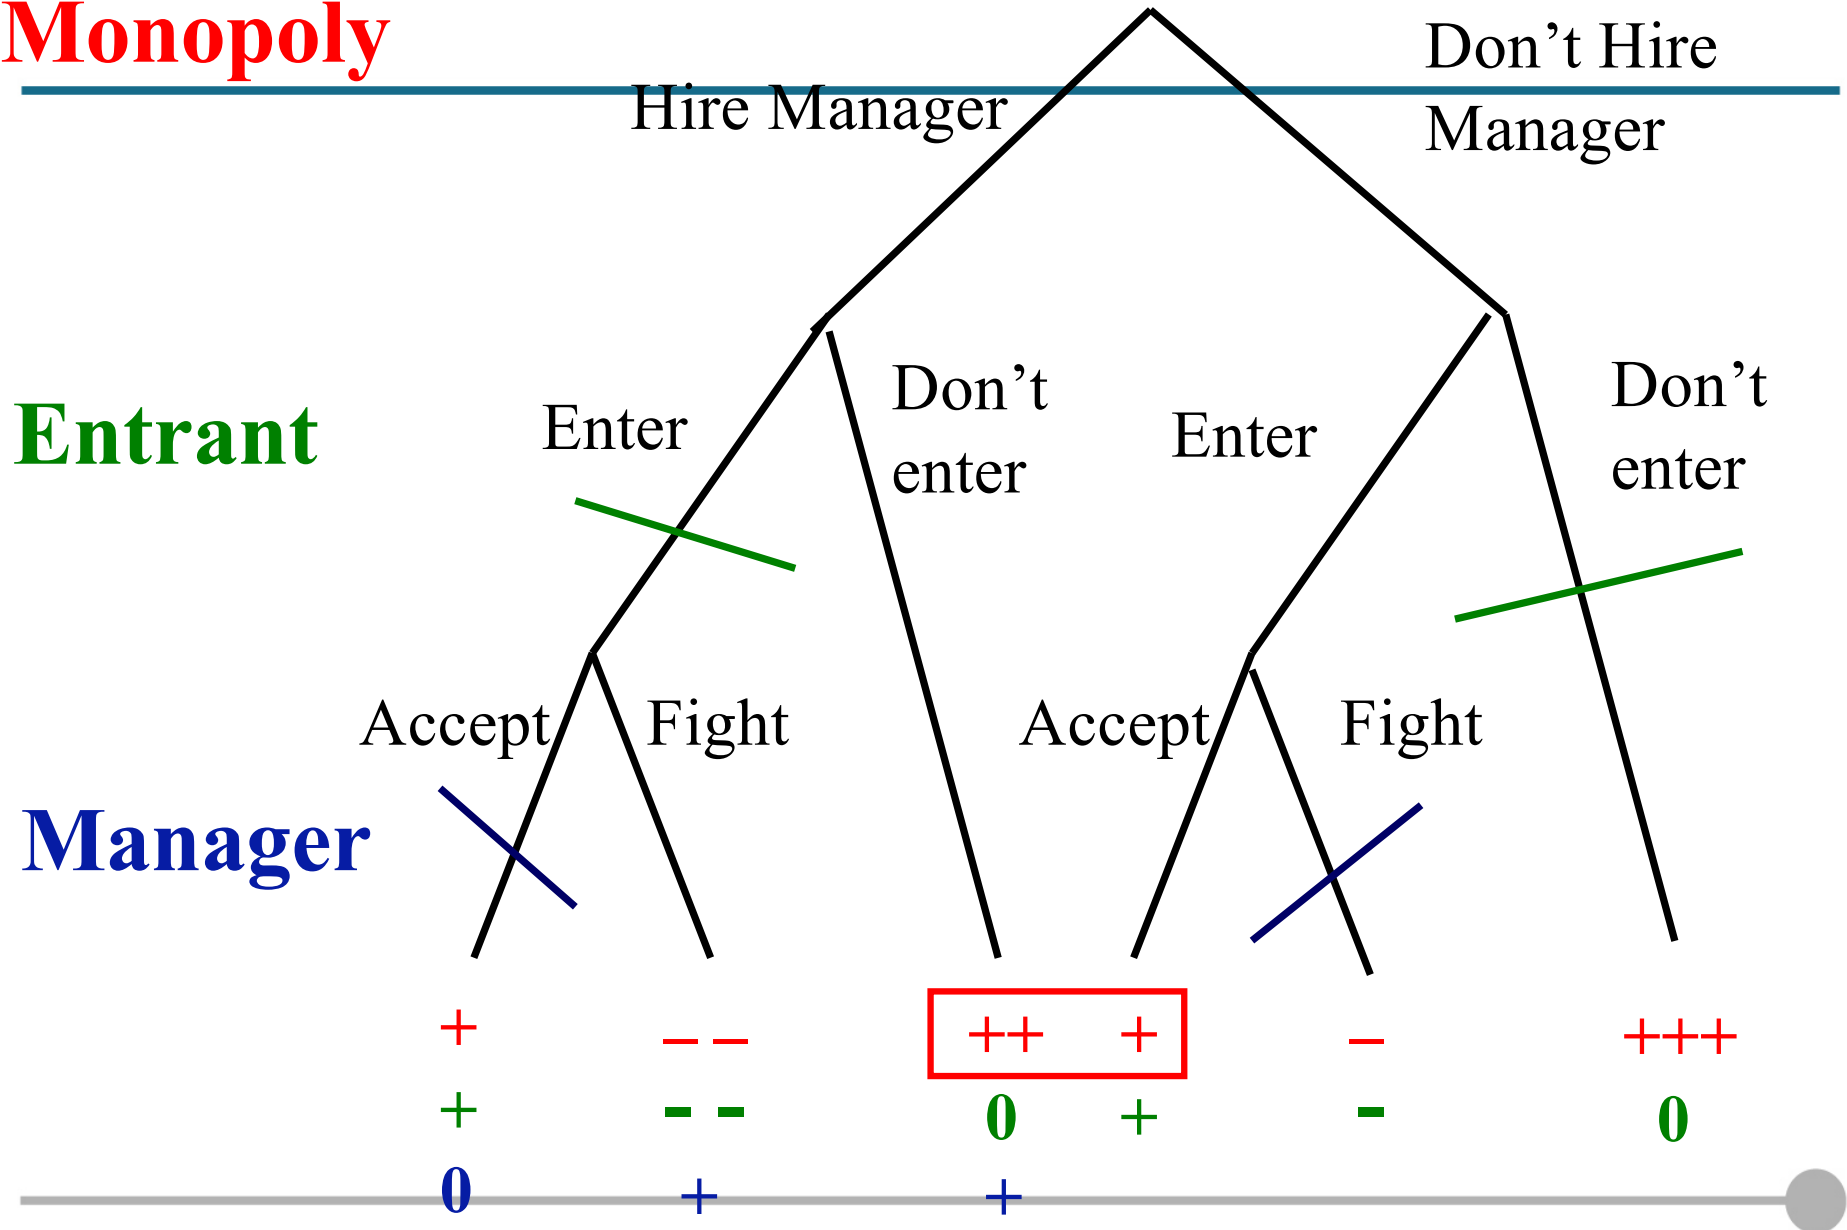 Monopoly
Hire Manager
Don’t Hire
Manager
Entrant
Enter
Don’t
enter
Enter
Don’t
enter
Accept
Fight
Accept
Fight
Manager
+ – – ++ + – +++
+ - - 0 + - 0
0 + +